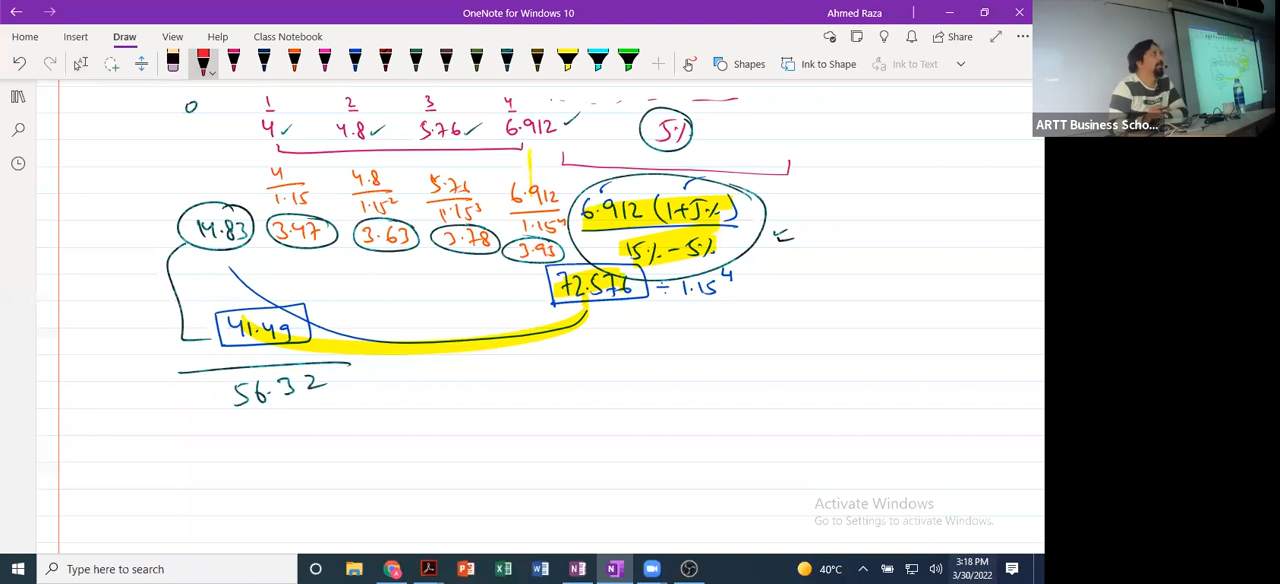 OneNote for Windows 10
Ahmed Raza
Home Insert Draw View Help Class Notebook
Share
Shapes Ink to Shape Ink to Text
ARTT Business Scho...
0 1 2 3 4
4 ✓ 4.8 ✓ 5.76 ✓ 6.912 ✓ 5%
4 4.8 5.76 6.912 6.912 (1+5%)
1.15 1.15² 1.15³ 1.15⁴ 15% - 5%
14.83 3.47 3.63 3.78 3.95
72.576 ÷ 1.15⁴
41.49
56.32
Activate Windows
Go to Settings to activate Windows.
Type here to search
40°C
3:18 PM
3/30/2022